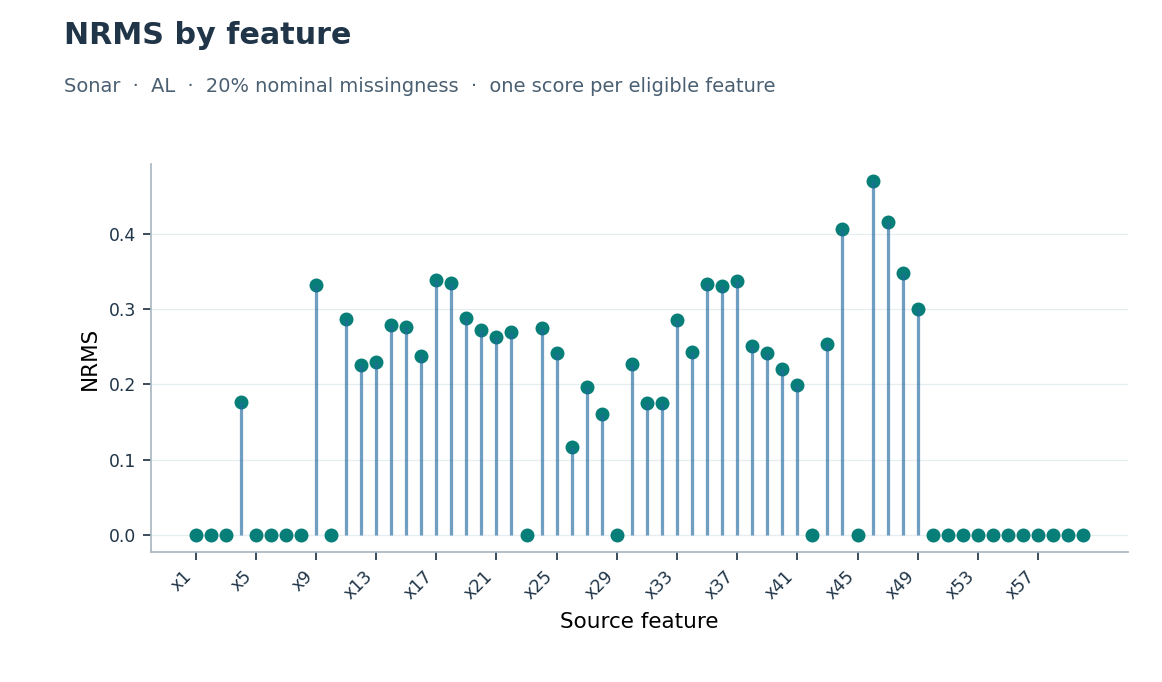 NRMS by feature
Sonar · AL · 20% nominal missingness · one score per eligible feature
NRMS
0.4
0.3
0.2
0.1
0.0
x1 x5 x9 x13 x17 x21 x25 x29 x33 x37 x41 x45 x49 x53 x57
Source feature